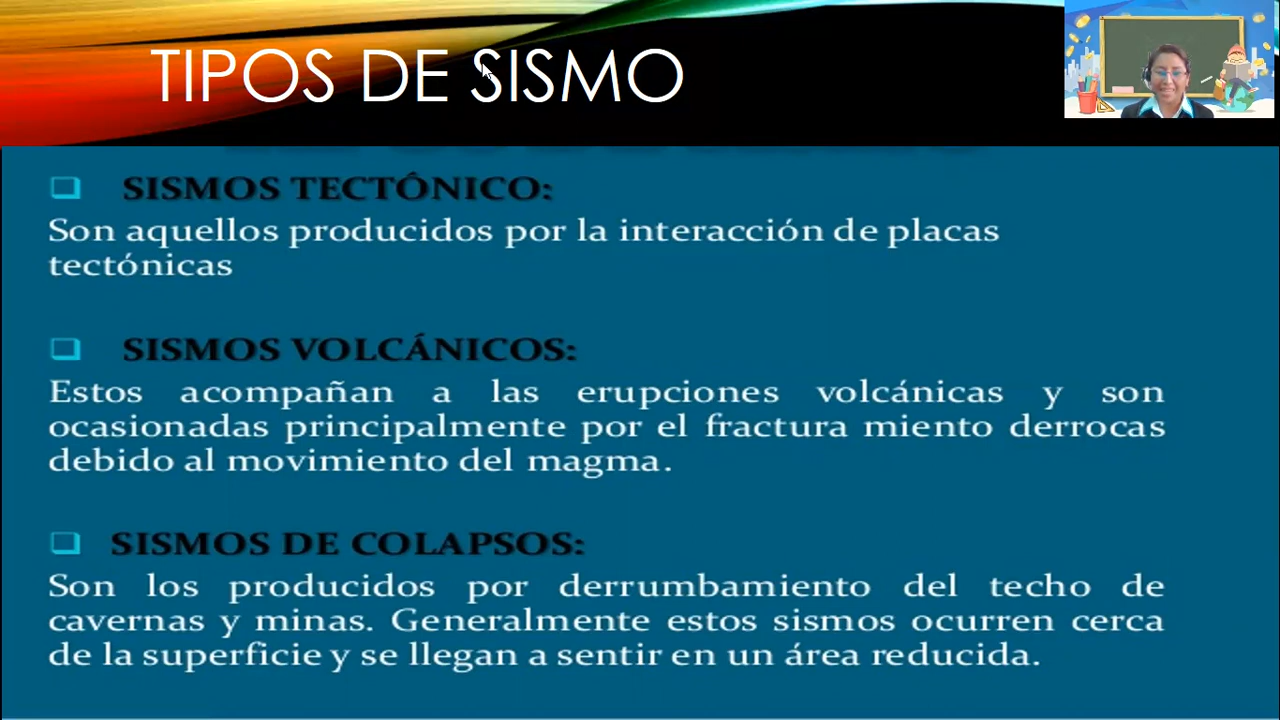 TIPOS DE SISMO
SISMOS TECTÓNICO:
Son aquellos producidos por la interacción de placas
tectónicas
SISMOS VOLCÁNICOS:
Estos acompañan a las erupciones volcánicas y son
ocasionadas principalmente por el fractura miento derrocas
debido al movimiento del magma.
SISMOS DE COLAPSOS:
Son los producidos por derrumbamiento del techo de
cavernas y minas. Generalmente estos sismos ocurren cerca
de la superficie y se llegan a sentir en un área reducida.